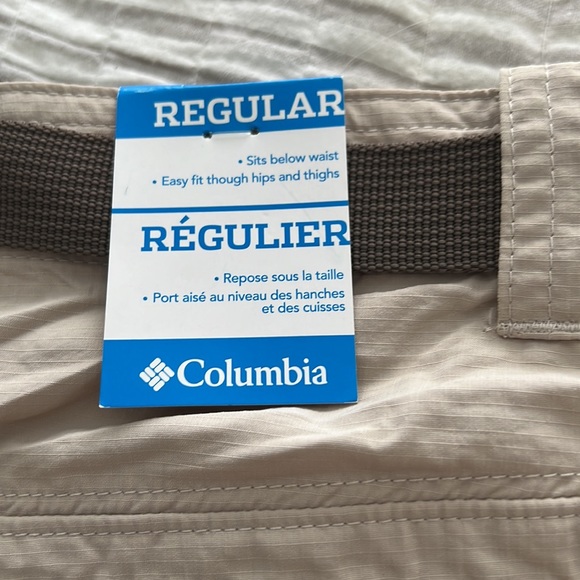 REGULAR
• Sits below waist
• Easy fit though hips and thighs
RÉGULIER
• Repose sous la taille
• Port aisé au niveau des hanches
et des cuisses
Columbia